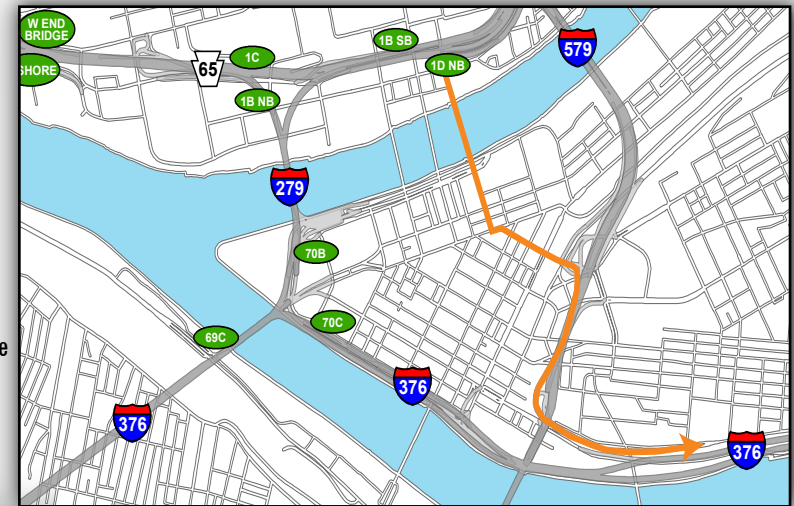 W END
BRIDGE
SHORE
65
1C
1B SB
1D NB
579
1B NB
279
70B
69C
70C
376
376
376
e